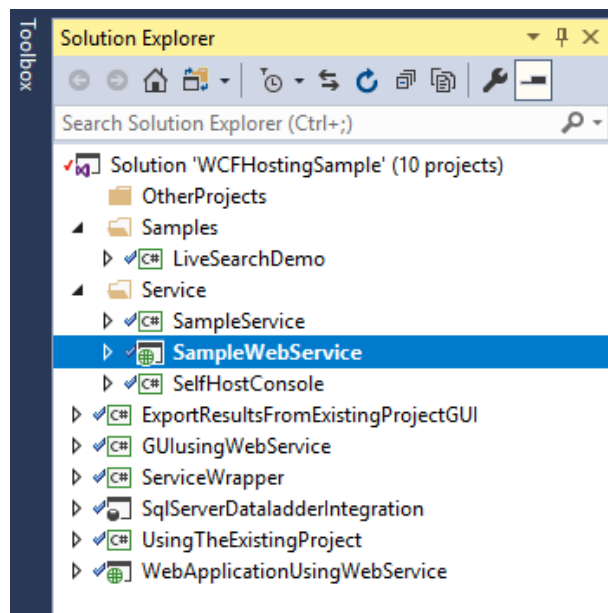 Toolbox
Solution Explorer
Search Solution Explorer (Ctrl+;)
Solution 'WCFHostingSample' (10 projects)
OtherProjects
Samples
C# LiveSearchDemo
Service
C# SampleService
SampleWebService
C# SelfHostConsole
C# ExportResultsFromExistingProjectGUI
C# GUIusingWebService
C# ServiceWrapper
SqlServerDataladderIntegration
C# UsingTheExistingProject
WebApplicationUsingWebService